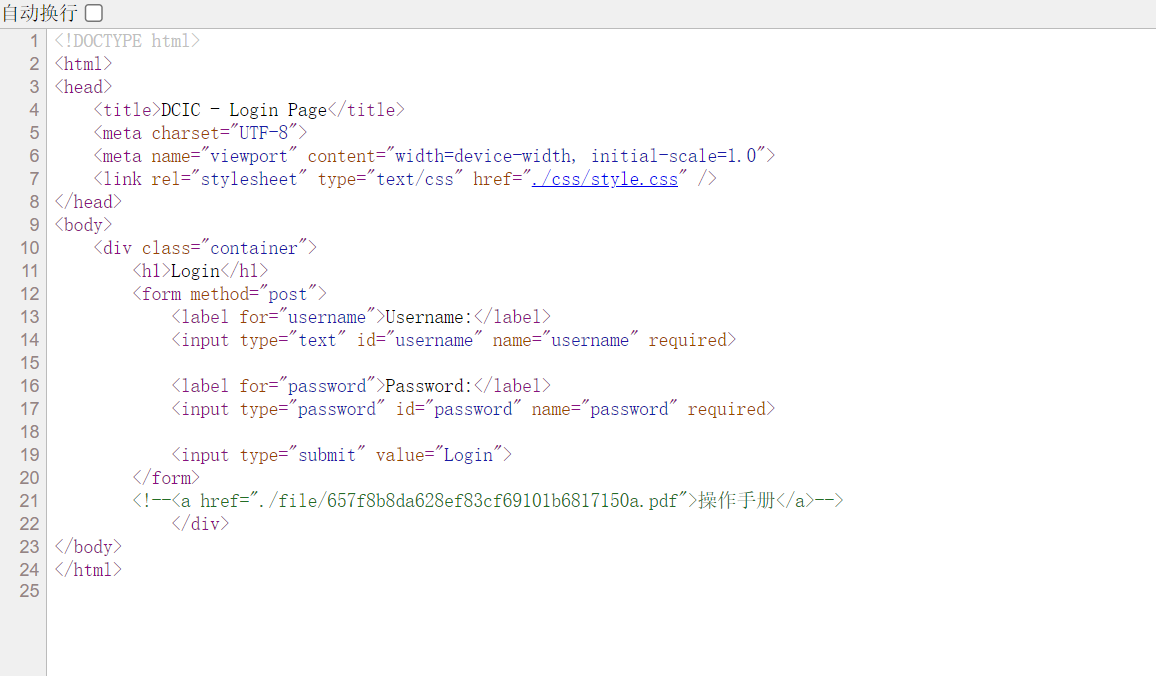 自动换行
1 <!DOCTYPE html>
2 <html>
3 <head>
4     <title>DCIC - Login Page</title>
5     <meta charset="UTF-8">
6     <meta name="viewport" content="width=device-width, initial-scale=1.0">
7     <link rel="stylesheet" type="text/css" href="./css/style.css" />
8 </head>
9 <body>
10     <div class="container">
11         <h1>Login</h1>
12         <form method="post">
13             <label for="username">Username:</label>
14             <input type="text" id="username" name="username" required>
15
16             <label for="password">Password:</label>
17             <input type="password" id="password" name="password" required>
18
19             <input type="submit" value="Login">
20         </form>
21         <!--<a href="./file/657f8b8da628ef83cf69101b6817150a.pdf">操作手册</a>-->
22             </div>
23 </body>
24 </html>
25